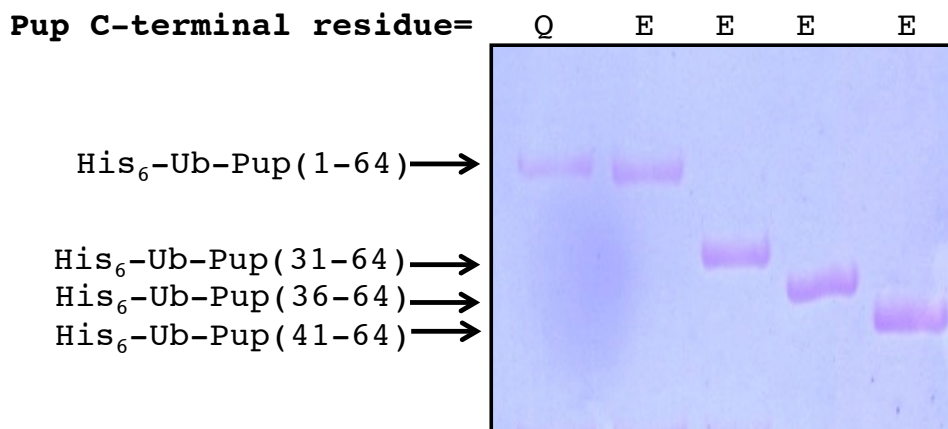 Pup C-terminal residue= Q E E E E
His₆-Ub-Pup(1-64)
His₆-Ub-Pup(31-64)
His₆-Ub-Pup(36-64)
His₆-Ub-Pup(41-64)